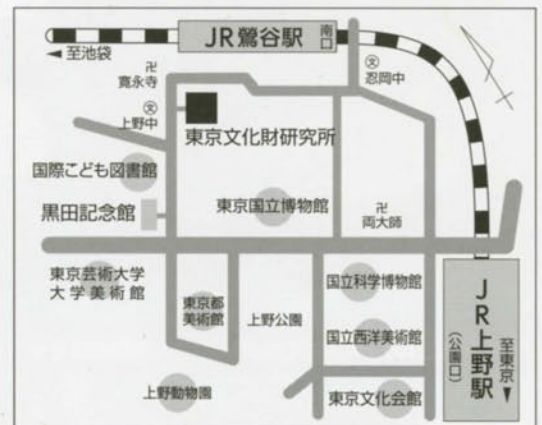 JR鶯谷駅
南口
◀ 至池袋
卍
寛永寺
文
上野中
文
忍岡中
東京文化財研究所
国際こども図書館
黒田記念館
東京国立博物館
卍
両大師
東京芸術大学
大学美術館
東京都
美術館
上野公園
国立科学博物館
国立西洋美術館
上野動物園
東京文化会館
JR上野駅
(公園口)
至東京▼